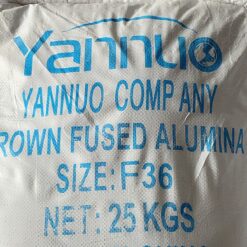 Yannuo
YANNUO COMP ANY
ROWN FUSED ALUMINA
SIZE: F36
NET: 25 KGS